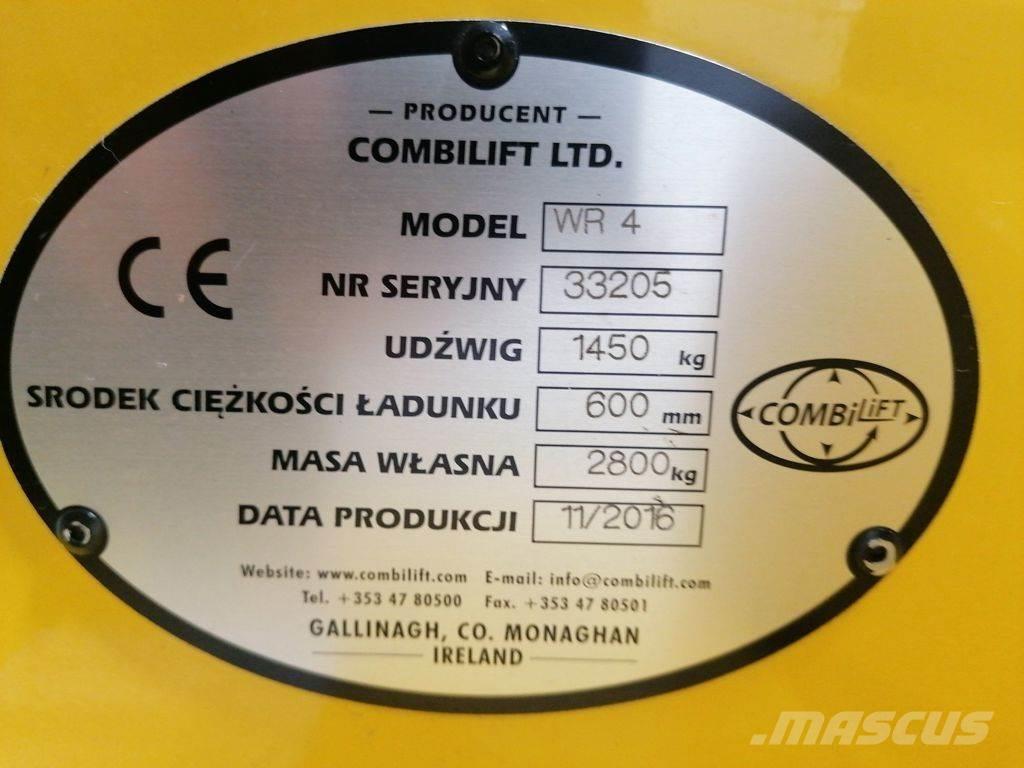 — PRODUCENT —
COMBILIFT LTD.
MODEL WR 4
CE
NR SERYJNY 33205
UDŹWIG 1450 kg
SRODEK CIĘŻKOŚCI ŁADUNKU 600 mm
COMBiLiFT
MASA WŁASNA 2800 kg
DATA PRODUKCJI 11/2016
Website: www.combilift.com E-mail: info@combilift.com
Tel. +353 47 80500 Fax. +353 47 80501
GALLINAGH, CO. MONAGHAN
IRELAND
.MASCUS